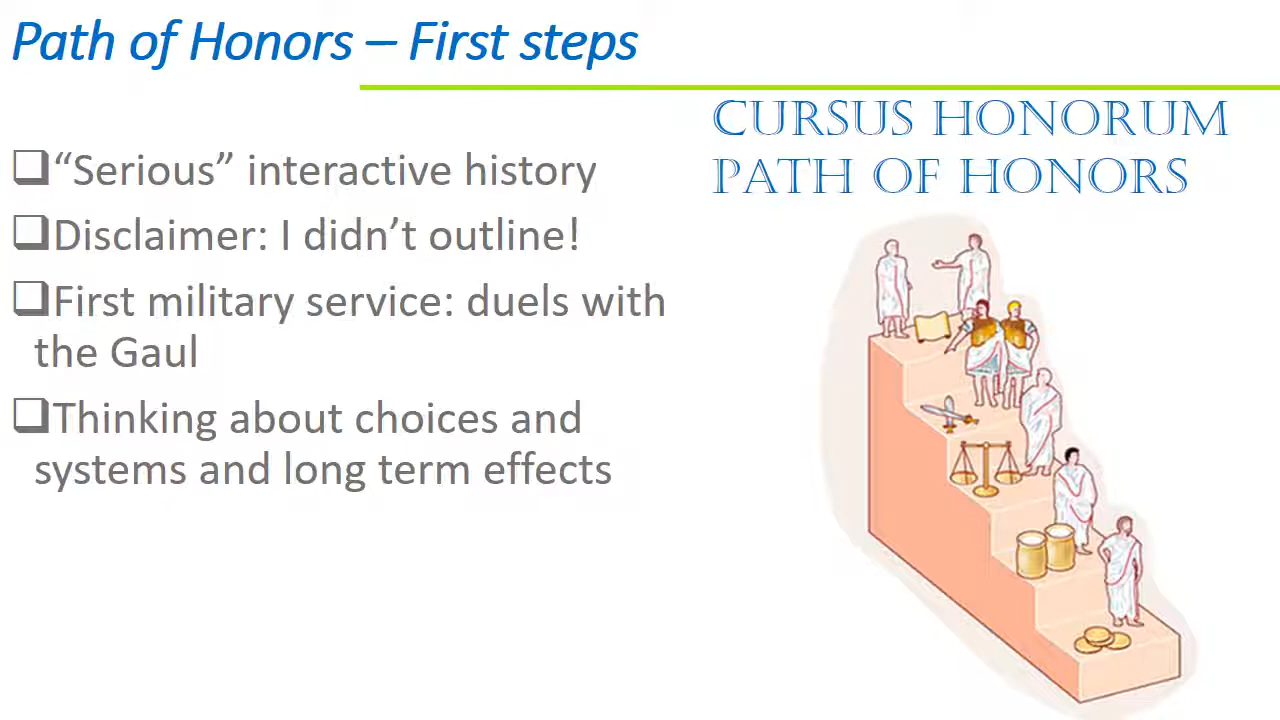 Path of Honors – First steps
CURSUS HONORUM
PATH OF HONORS
❑“Serious” interactive history
❑Disclaimer: I didn’t outline!
❑First military service: duels with
the Gaul
❑Thinking about choices and
systems and long term effects